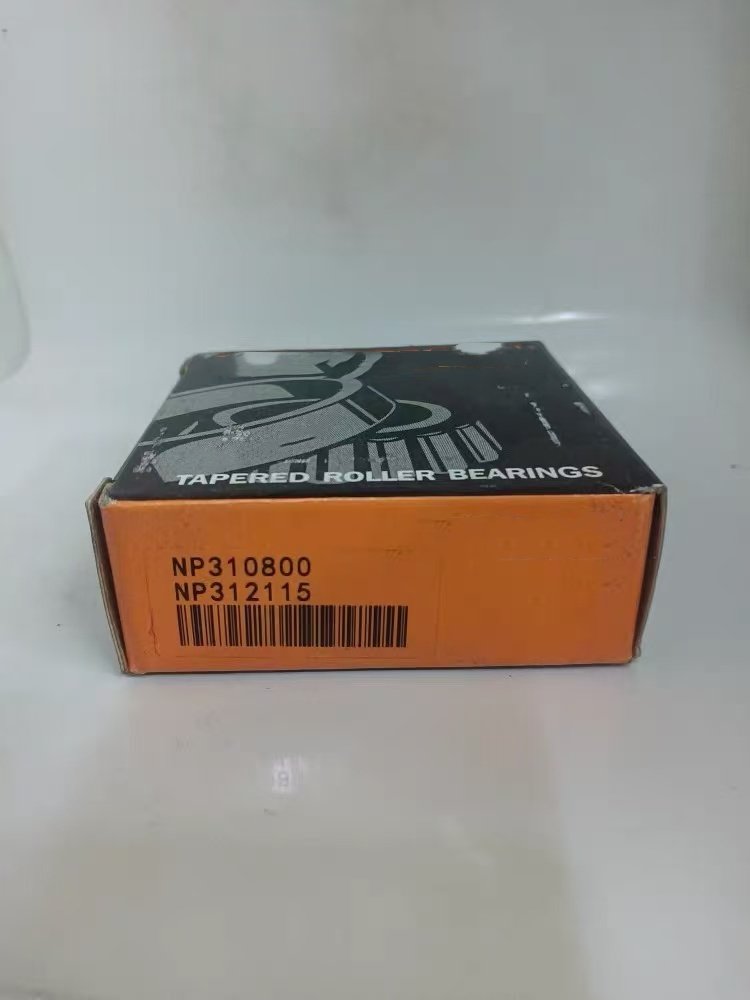 TAPERED ROLLER BEARINGS
NP310800
NP312115